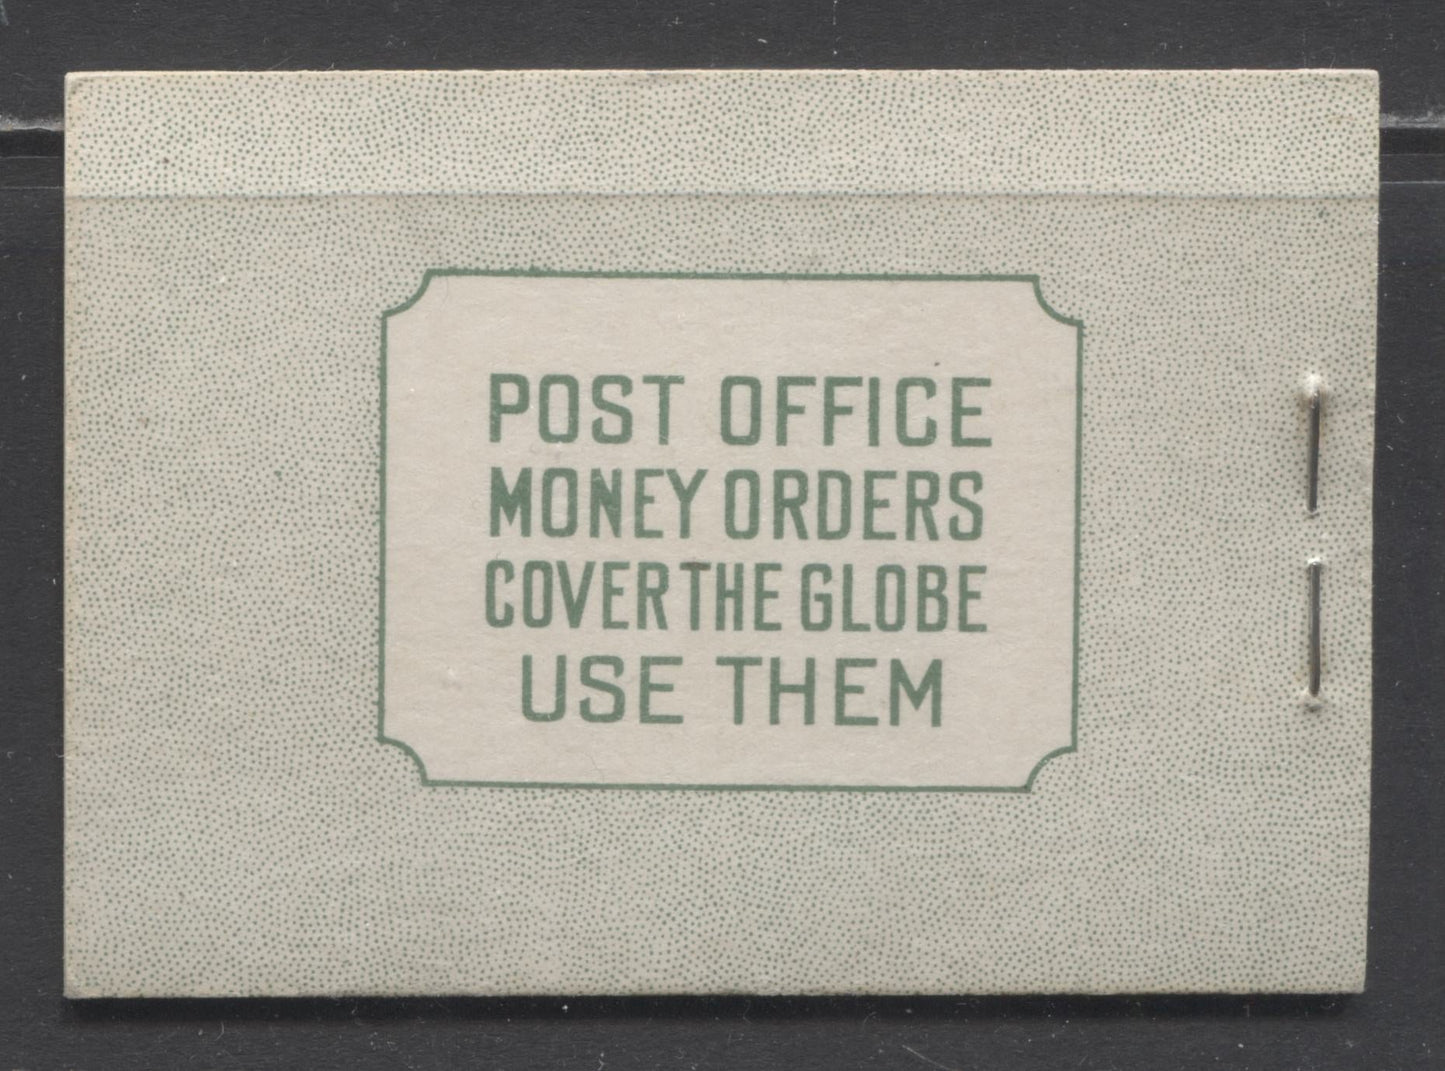 POST OFFICE
MONEY ORDERS
COVER THE GLOBE
USE THEM